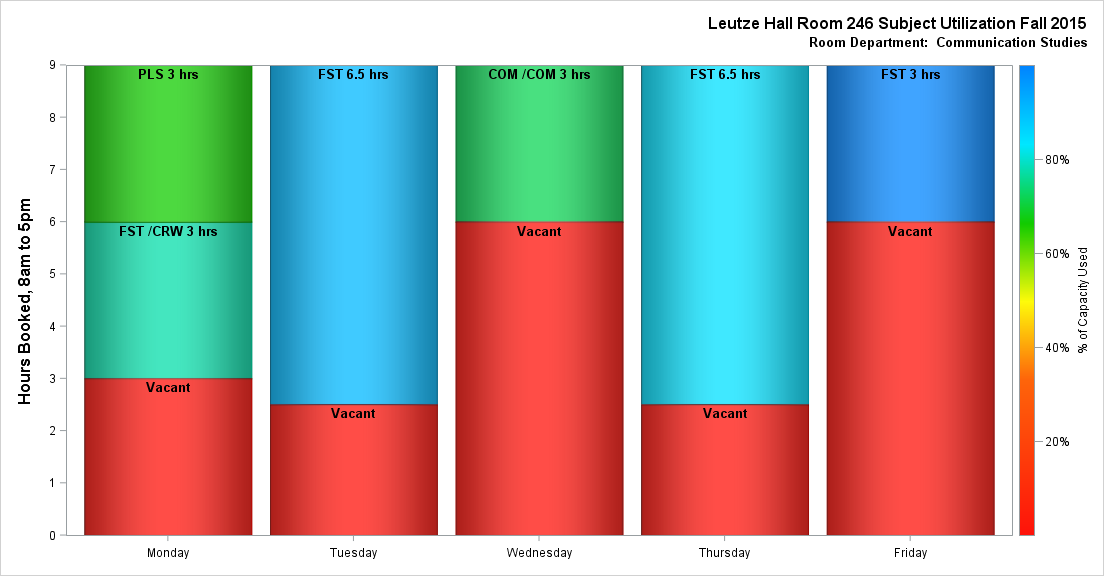 Leutze Hall Room 246 Subject Utilization Fall 2015
Room Department:  Communication Studies
Hours Booked, 8am to 5pm
9
8
7
6
5
4
3
2
1
0
PLS 3 hrs
FST /CRW 3 hrs
Vacant
FST 6.5 hrs
Vacant
COM /COM 3 hrs
Vacant
FST 6.5 hrs
Vacant
FST 3 hrs
Vacant
Monday
Tuesday
Wednesday
Thursday
Friday
80%
60%
40%
20%
% of Capacity Used